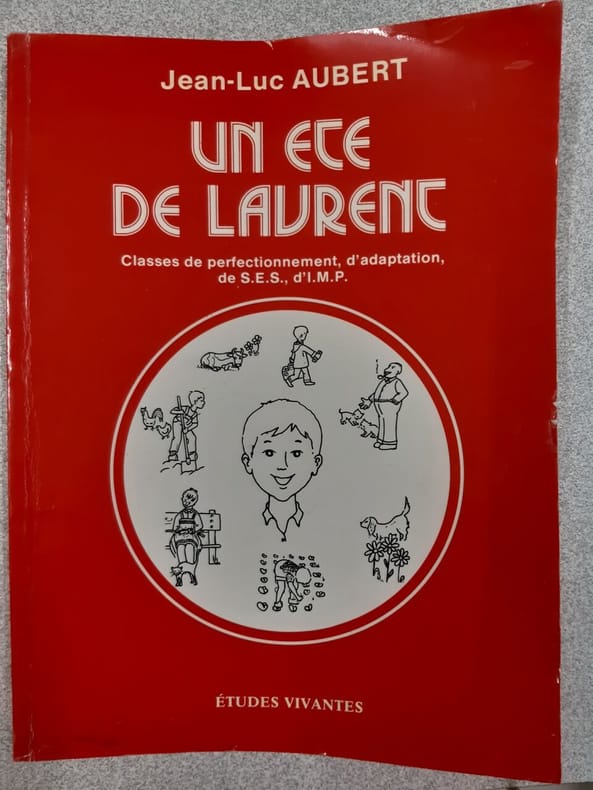 Jean-Luc AUBERT
UN ETE
DE LAURENT
Classes de perfectionnement, d'adaptation,
de S.E.S., d'I.M.P.
ÉTUDES VIVANTES